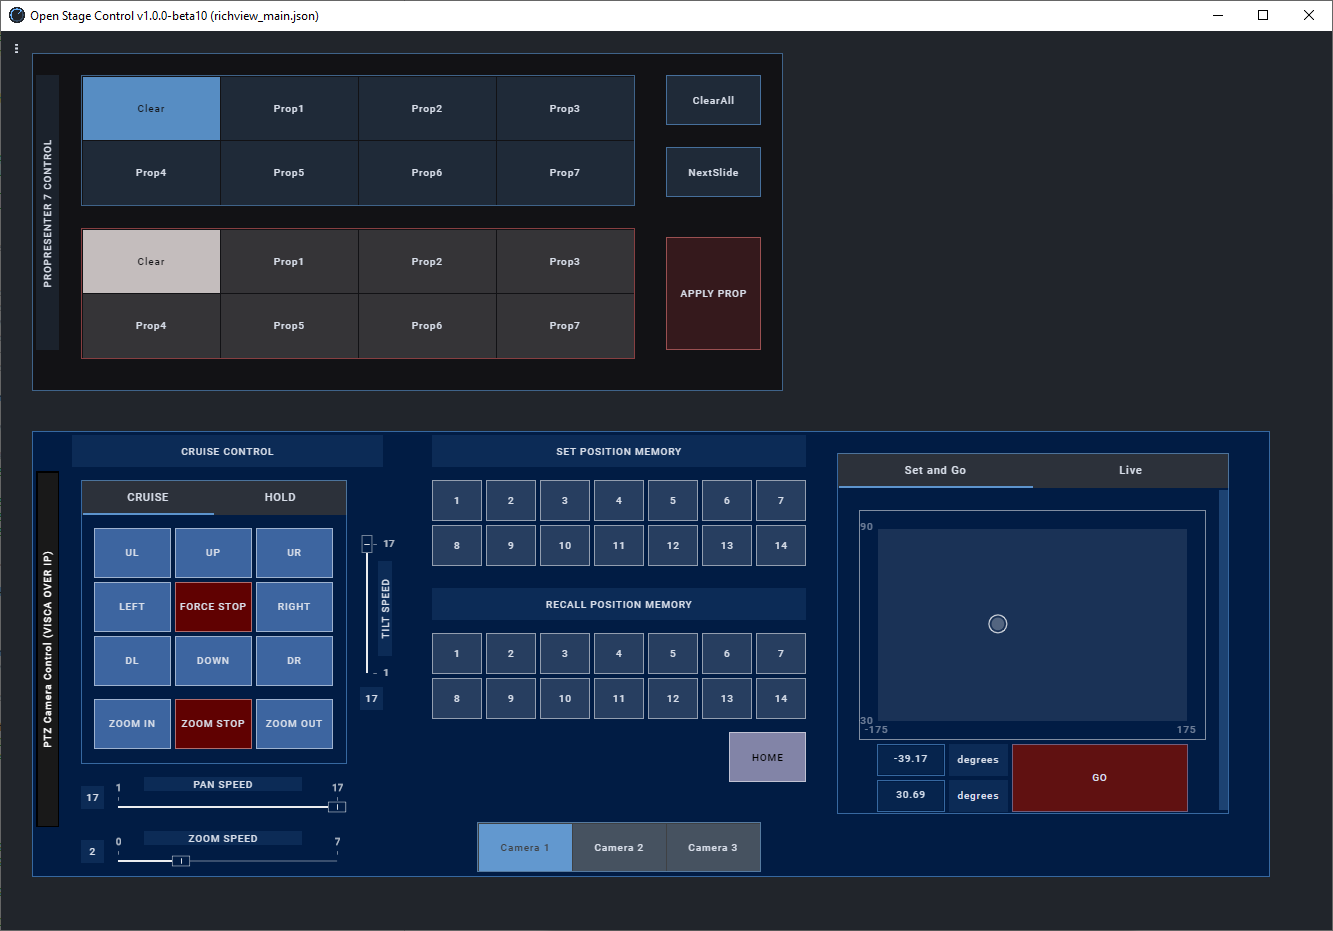 Open Stage Control v1.0.0-beta10 (richview_main.json)
PROPRESENTER 7 CONTROL
Clear Prop1 Prop2 Prop3
Prop4 Prop5 Prop6 Prop7
ClearAll
NextSlide
Clear Prop1 Prop2 Prop3
Prop4 Prop5 Prop6 Prop7
APPLY PROP
PTZ Camera Control (VISCA OVER IP)
CRUISE CONTROL
CRUISE HOLD
UL UP UR
LEFT FORCE STOP RIGHT
DL DOWN DR
ZOOM IN ZOOM STOP ZOOM OUT
17
TILT SPEED
1
17
PAN SPEED
17 1 17
ZOOM SPEED
2 0 7
SET POSITION MEMORY
1 2 3 4 5 6 7
8 9 10 11 12 13 14
RECALL POSITION MEMORY
1 2 3 4 5 6 7
8 9 10 11 12 13 14
HOME
Camera 1 Camera 2 Camera 3
Set and Go Live
90
30
-175 175
-39.17 degrees
30.69 degrees
GO